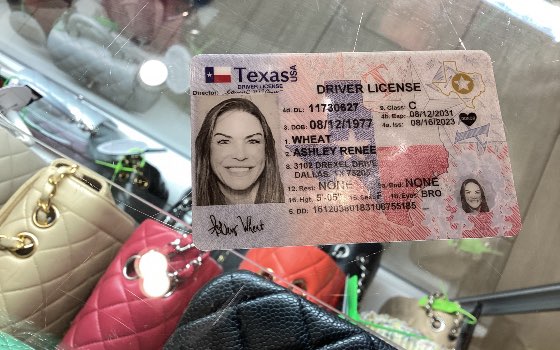 Texas USA
DRIVER LICENSE
Director
DRIVER LICENSE
4d. DL: 11730627 9. Class: C
4b. Exp: 08/12/2031
3. DOB: 08/12/1977 4a. Iss: 08/16/2023
DONOR
1. WHEAT
2. ASHLEY RENEE
8. 3102 DREXEL DRIVE
DALLAS, TX 75205
12. Rest: NONE 9a. End: NONE
16. Hgt: 5'-05" 15. Sex: F 18. Eyes: BRO
5. DD:
Wheat